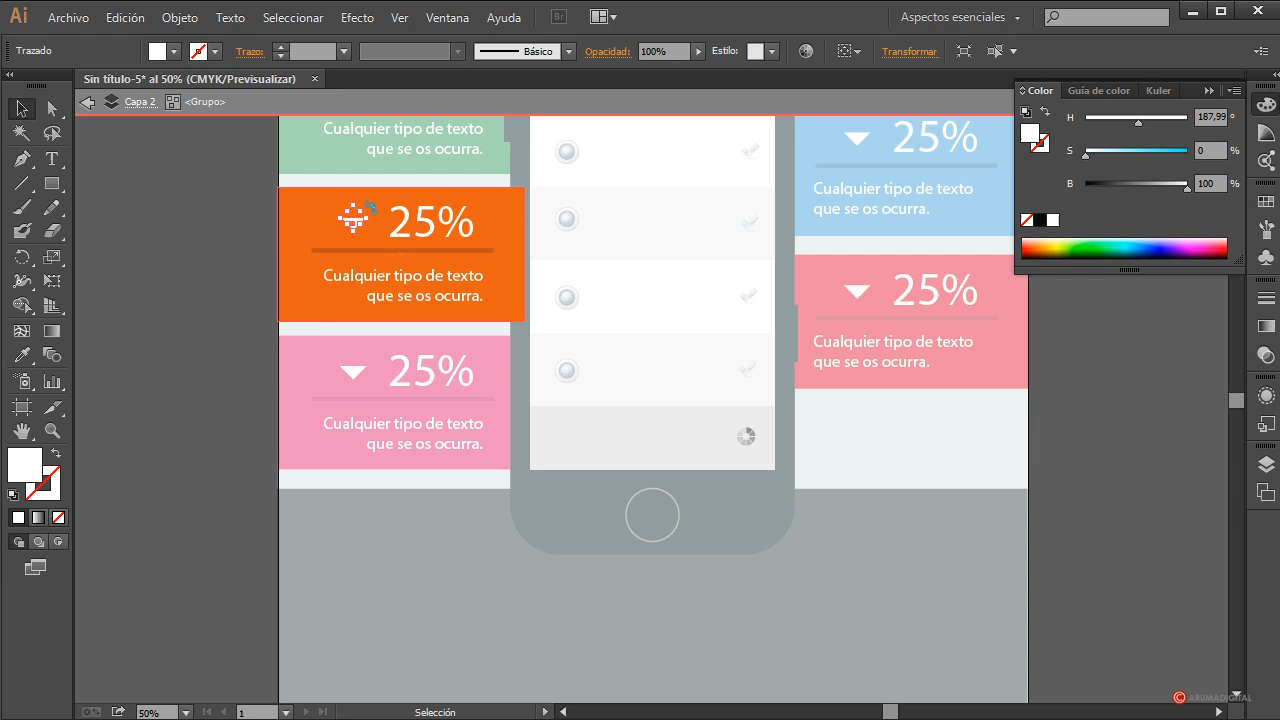 Ai Archivo Edición Objeto Texto Seleccionar Efecto Ver Ventana Ayuda Br Aspectos esenciales
Trazado Trazo: Básico Opacidad: 100% Estilo: Transformar
Sin título-5* al 50% (CMYK/Previsualizar) ×
Capa 2 <Grupo>
Color Guía de color Kuler
H 187,99 °
S 0 %
B 100 %
Cualquier tipo de texto
que se os ocurra.
25%
Cualquier tipo de texto
que se os ocurra.
25%
Cualquier tipo de texto
que se os ocurra.
25%
Cualquier tipo de texto
que se os ocurra.
25%
Cualquier tipo de texto
que se os ocurra.
© ARUMADIGITAL
50% 1 Selección